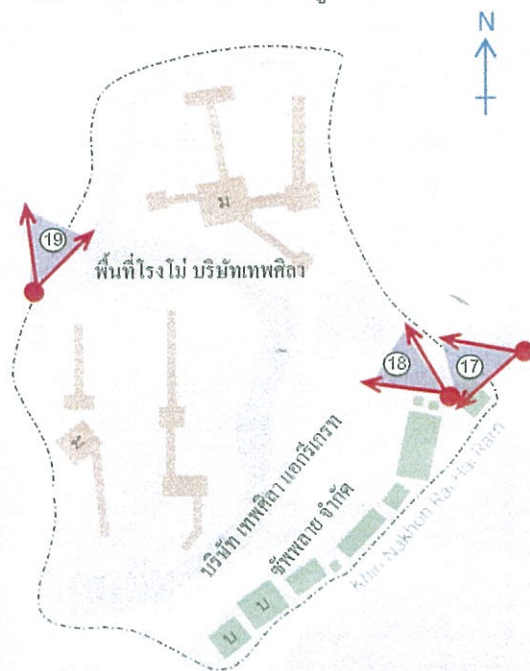 N
ม
19
พื้นที่โรงโม่ บริษัทเทพศิลา
18
17
ช
บริษัท เทพศิลา แอกรีเกรท
ซัพพลาย จำกัด
บ
บ